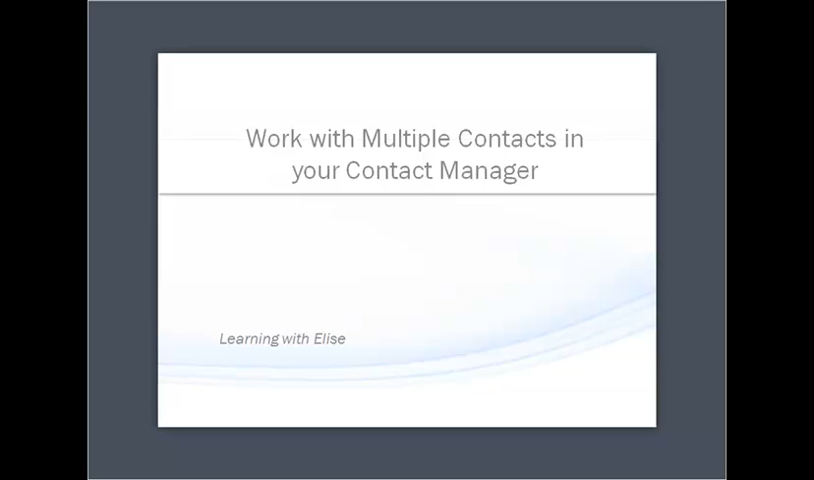 Work with Multiple Contacts in
your Contact Manager
Learning with Elise